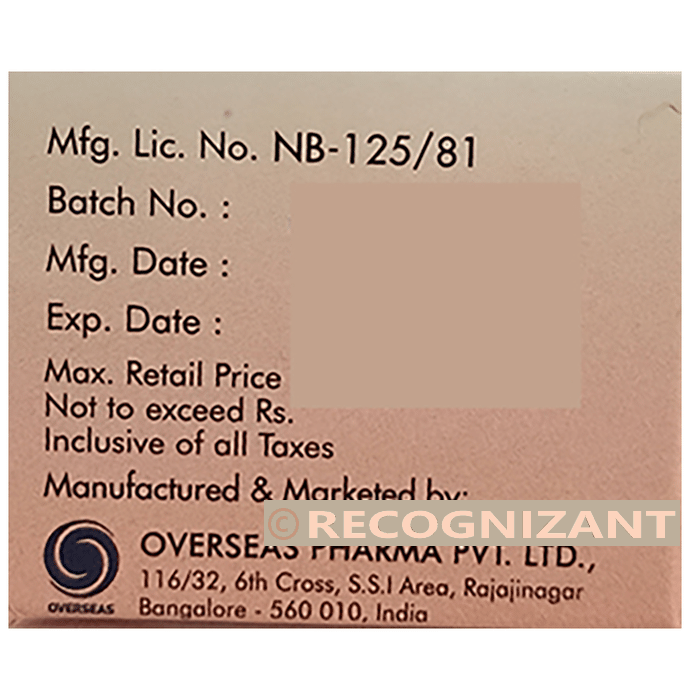 Mfg. Lic. No. NB-125/81
Batch No. :
Mfg. Date :
Exp. Date :
Max. Retail Price
Not to exceed Rs.
Inclusive of all Taxes
Manufactured & Marketed by:
© RECOGNIZANT
OVERSEAS PHARMA PVT. LTD.,
116/32, 6th Cross, S.S.I Area, Rajajinagar
Bangalore - 560 010, India
OVERSEAS